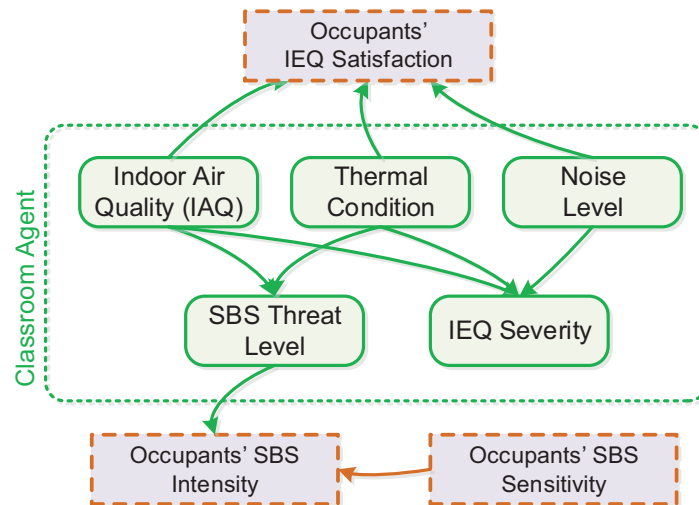 Occupants'
IEQ Satisfaction
Classroom Agent
Indoor Air
Quality (IAQ)
Thermal
Condition
Noise
Level
SBS Threat
Level
IEQ Severity
Occupants' SBS
Intensity
Occupants' SBS
Sensitivity